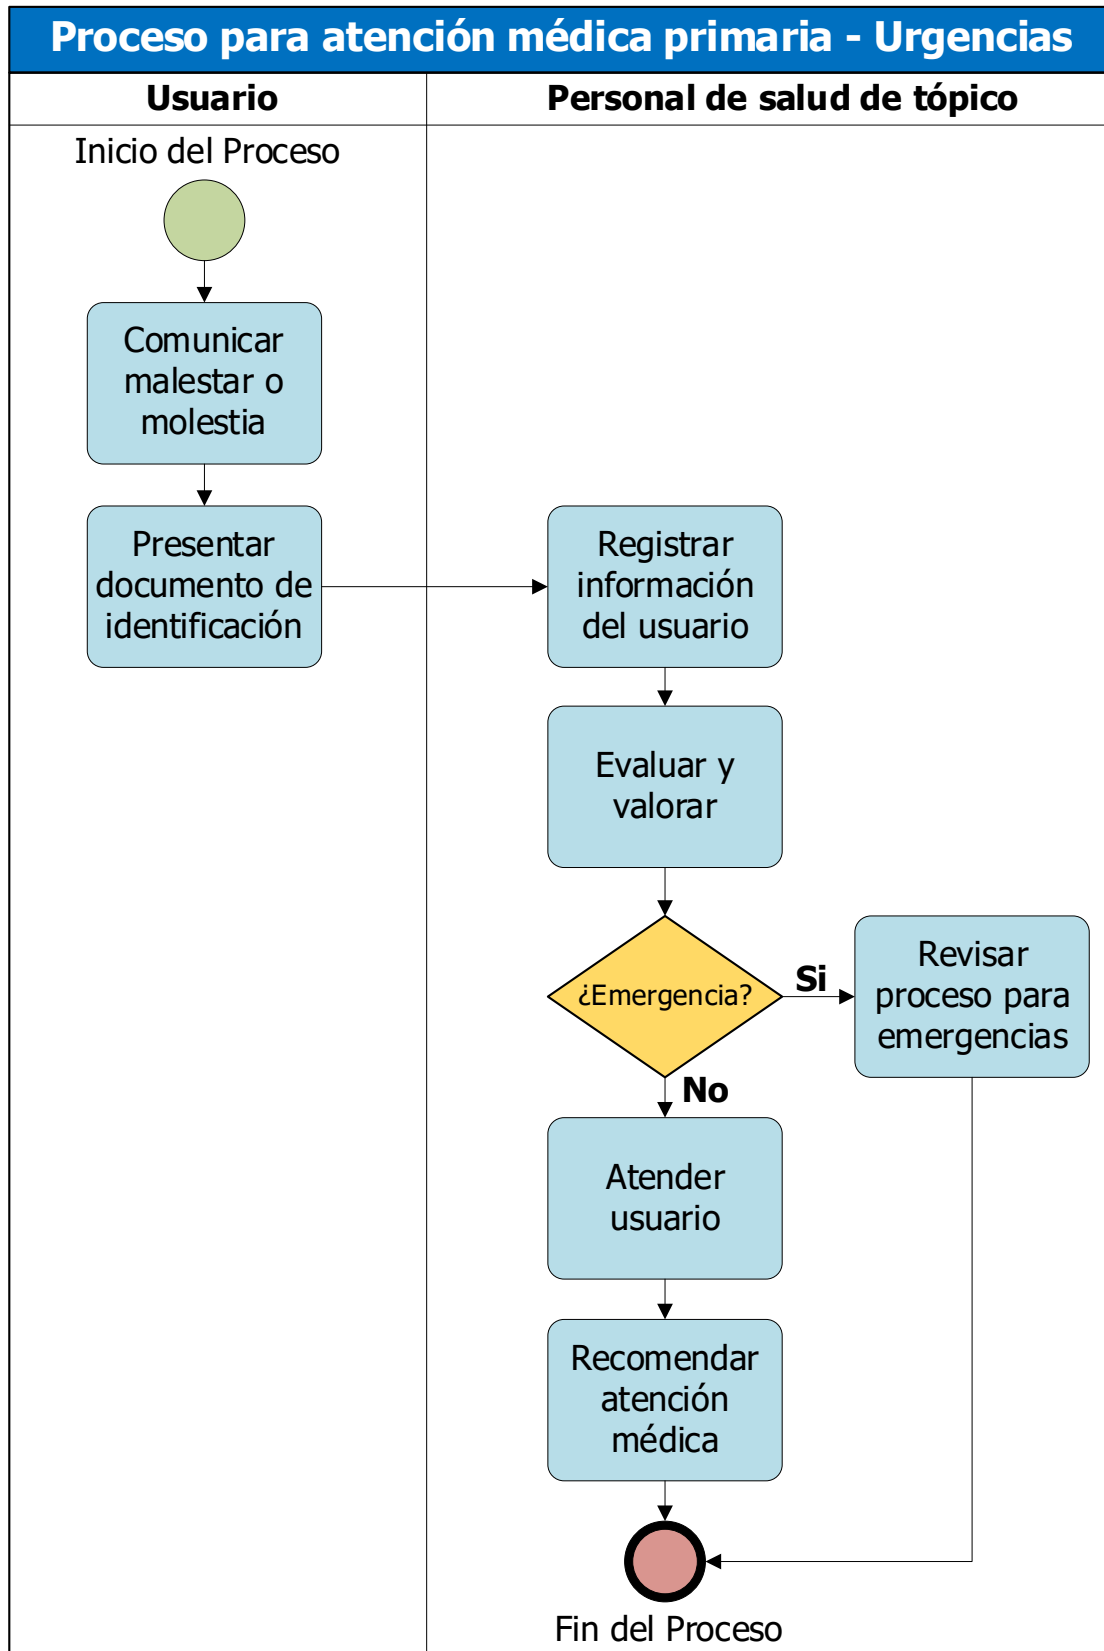 Proceso para atención médica primaria - Urgencias
Usuario
Personal de salud de tópico
Inicio del Proceso
Comunicar
malestar o
molestia
Presentar
documento de
identificación
Registrar
información
del usuario
Evaluar y
valorar
¿Emergencia?
Si
Revisar
proceso para
emergencias
No
Atender
usuario
Recomendar
atención
médica
Fin del Proceso